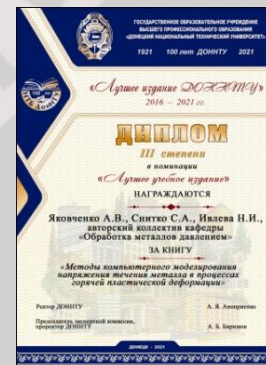 ГОСУДАРСТВЕННОЕ ОБРАЗОВАТЕЛЬНОЕ УЧРЕЖДЕНИЕ
ВЫСШЕГО ПРОФЕССИОНАЛЬНОГО ОБРАЗОВАНИЯ
«ДОНЕЦКИЙ НАЦИОНАЛЬНЫЙ ТЕХНИЧЕСКИЙ УНИВЕРСИТЕТ»
1921 100 лет ДОННТУ 2021
«Лучшее издание ДОННТУ»
2016 – 2021 гг.
ДИПЛОМ
III степени
в номинации
«Лучшее учебное издание»
НАГРАЖДАЮТСЯ
Яковченко А.В., Снитко С.А., Ивлева Н.И.,
авторский коллектив кафедры
«Обработка металлов давлением»
ЗА КНИГУ
«Методы компьютерного моделирования
напряжения течения металла в процессах
горячей пластической деформации»
Ректор ДОННТУ А. Я. Аноприенко
Председатель экспертной комиссии,
проректор ДОННТУ А. Б. Бирюков
ДОНЕЦК – 2021